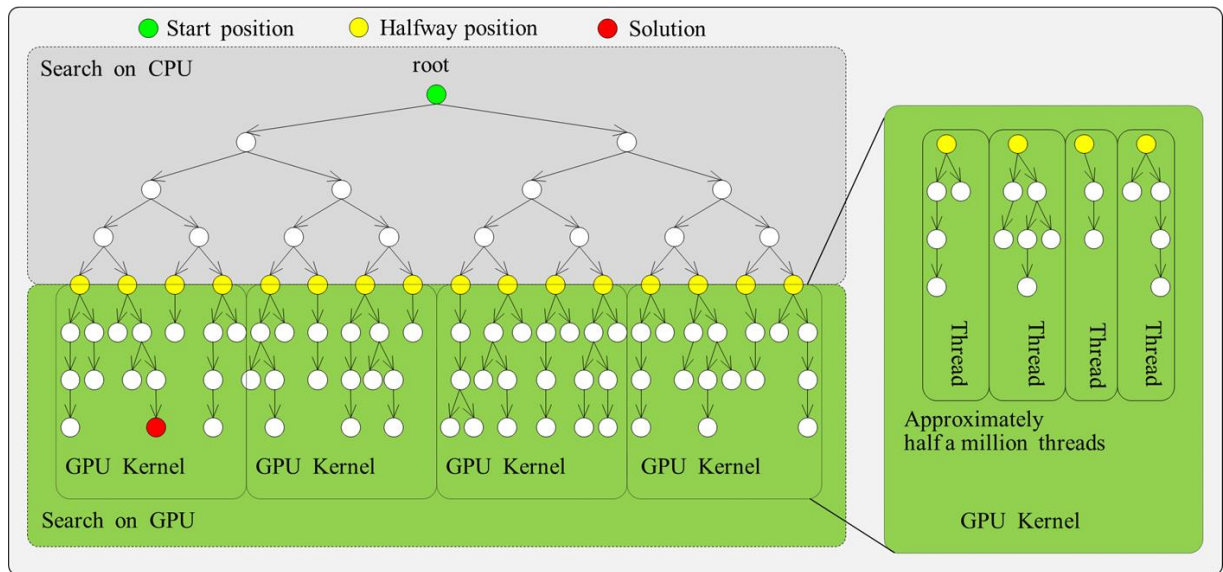 Start position
Halfway position
Solution
Search on CPU
root
GPU Kernel
GPU Kernel
GPU Kernel
GPU Kernel
Search on GPU
Thread
Thread
Thread
Thread
Approximately
half a million threads
GPU Kernel